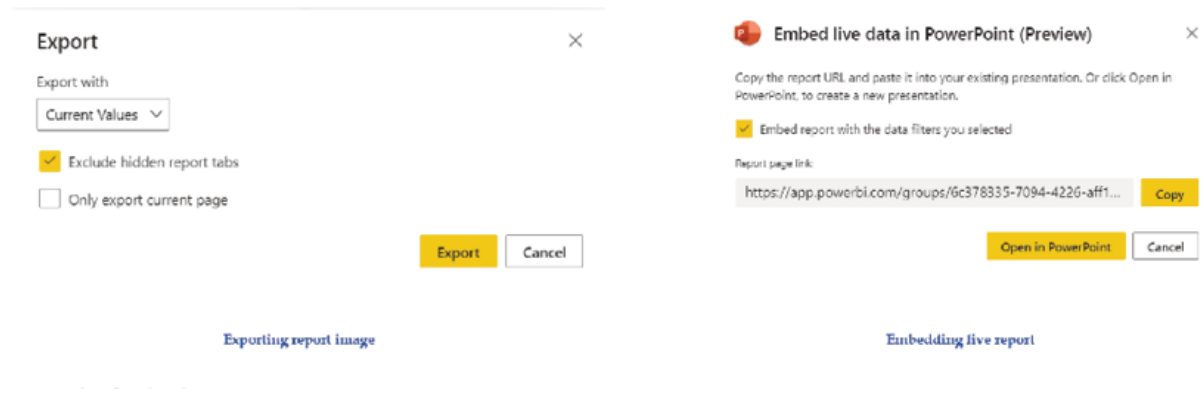 Export
Export with
Current Values
Exclude hidden report tabs
Only export current page
Export
Cancel
Exporting report image
Embed live data in PowerPoint (Preview)
Copy the report URL and paste it into your existing presentation. Or click Open in
PowerPoint, to create a new presentation.
Embed report with the data filters you selected
Report page link:
https://app.powerbi.com/groups/6c378335-7094-4226-aff1...
Copy
Open in PowerPoint
Cancel
Embedding live report